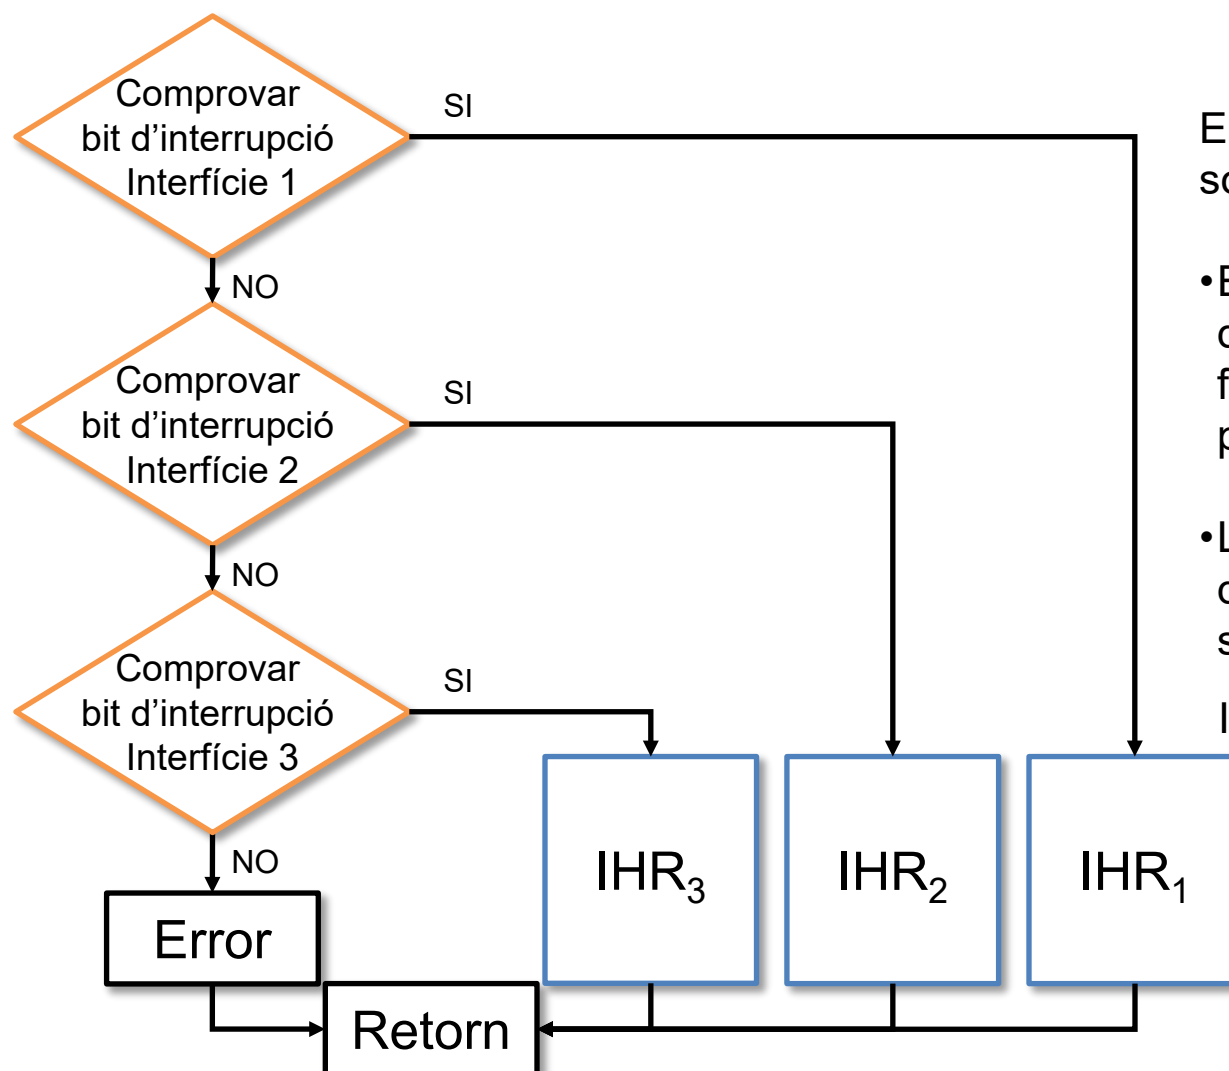 Comprovar
bit d’interrupció
Interfície 1
SI
NO
Comprovar
bit d’interrupció
Interfície 2
SI
NO
Comprovar
bit d’interrupció
Interfície 3
SI
NO
IHR3
IHR2
IHR1
Error
Retorn